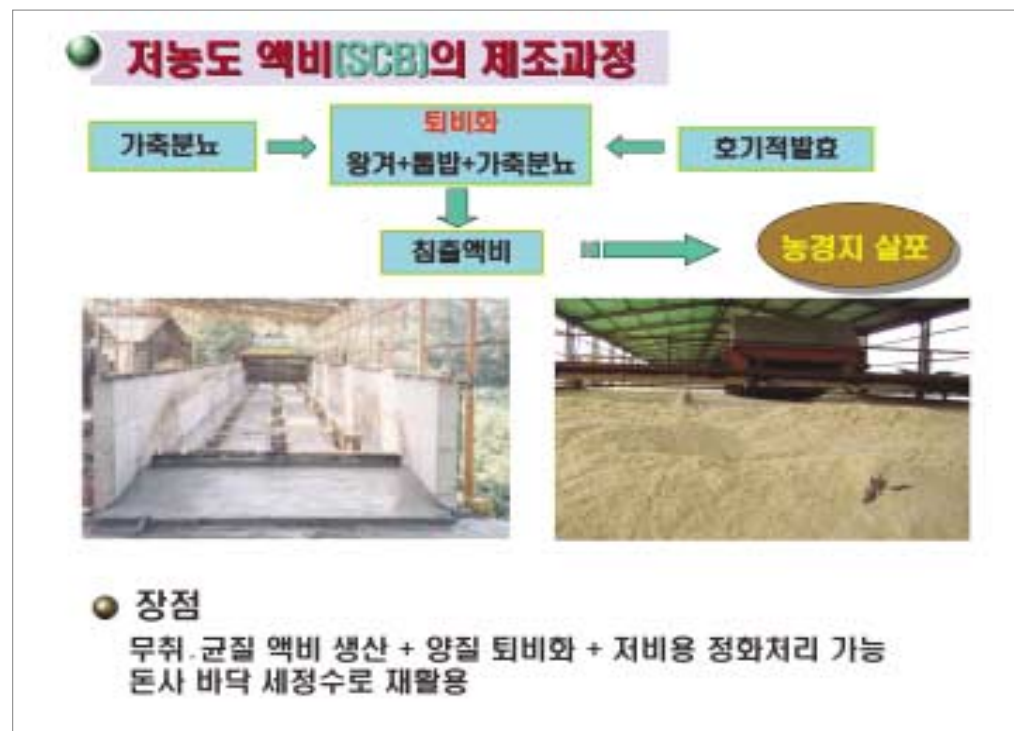 저농도 액비(SCB)의 제조과정
가축분뇨
퇴비화
왕겨+톱밥+가축분뇨
호기적발효
침출액비
농경지 살포
장점
무취.균질 액비 생산 + 양질 퇴비화 + 저비용 정화처리 가능
돈사 바닥 세정수로 재활용